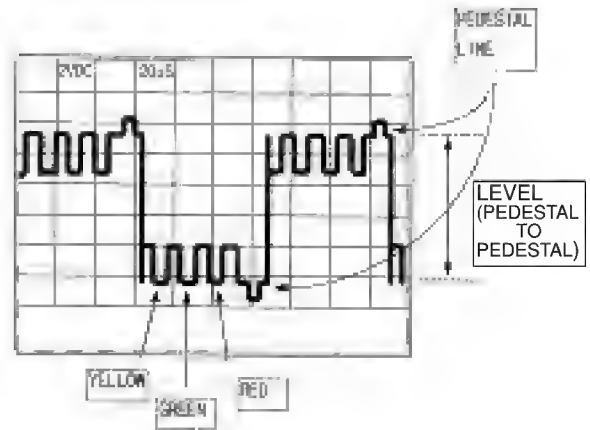 PEDESTAL
LINE
2VDC
20us
LEVEL
(PEDESTAL
TO
PEDESTAL)
YELLOW
GREEN
RED